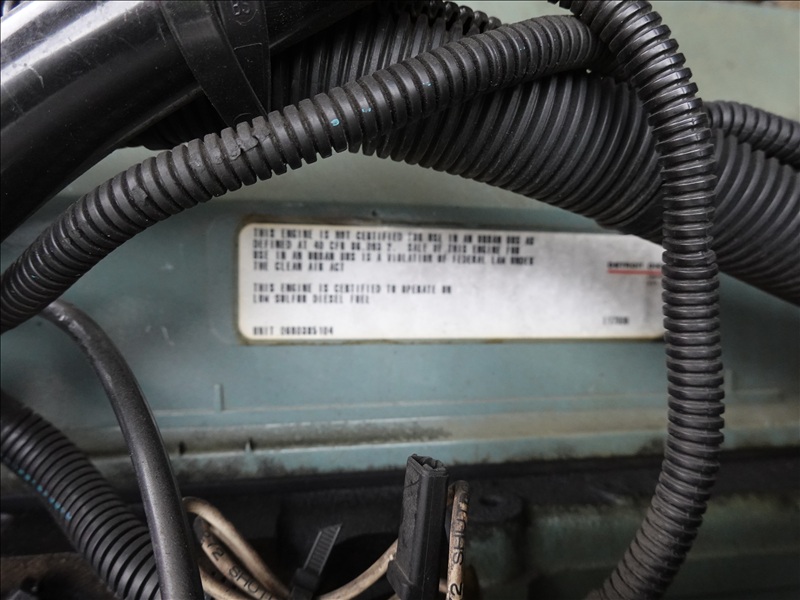 THIS ENGINE IS NOT CERTIFIED FOR USE IN AN URBAN BUS AS
DEFINED AT 40 CFR 86.093 2. SALE OF THIS ENGINE FOR
USE IN AN URBAN BUS IS A VIOLATION OF FEDERAL LAW UNDER
THE CLEAN AIR ACT
DETROIT
THIS ENGINE IS CERTIFIED TO OPERATE ON
LOW SULFUR DIESEL FUEL
UNIT